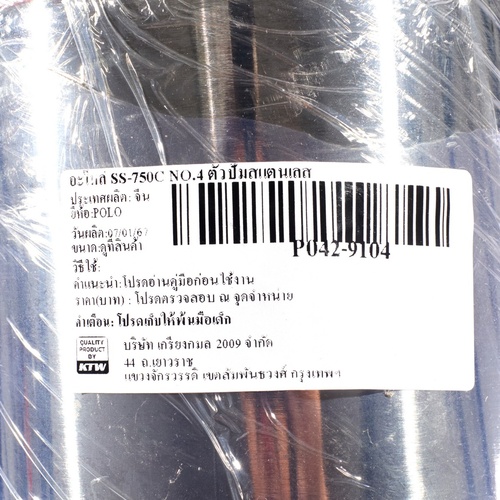 อะไหล่ SS-750C NO.4 ตัวปั๊มสแตนเลส
ประเทศผลิต: จีน
ยี่ห้อ:POLO
วันผลิต:07/01/67
ขนาด:ดูที่สินค้า
P042-9104
วิธีใช้:
คำแนะนำ:โปรดอ่านคู่มือก่อนใช้งาน
ราคา(บาท) : โปรดตรวจสอบ ณ จุดจำหน่าย
คำเตือน: โปรดเก็บให้พ้นมือเด็ก
QUALITY
PRODUCT
BY
KTW
บริษัท เกรียงกมล 2009 จำกัด
44 ถ.เยาวราช
แขวงจักรวรรดิ เขตสัมพันธวงศ์ กรุงเทพฯ